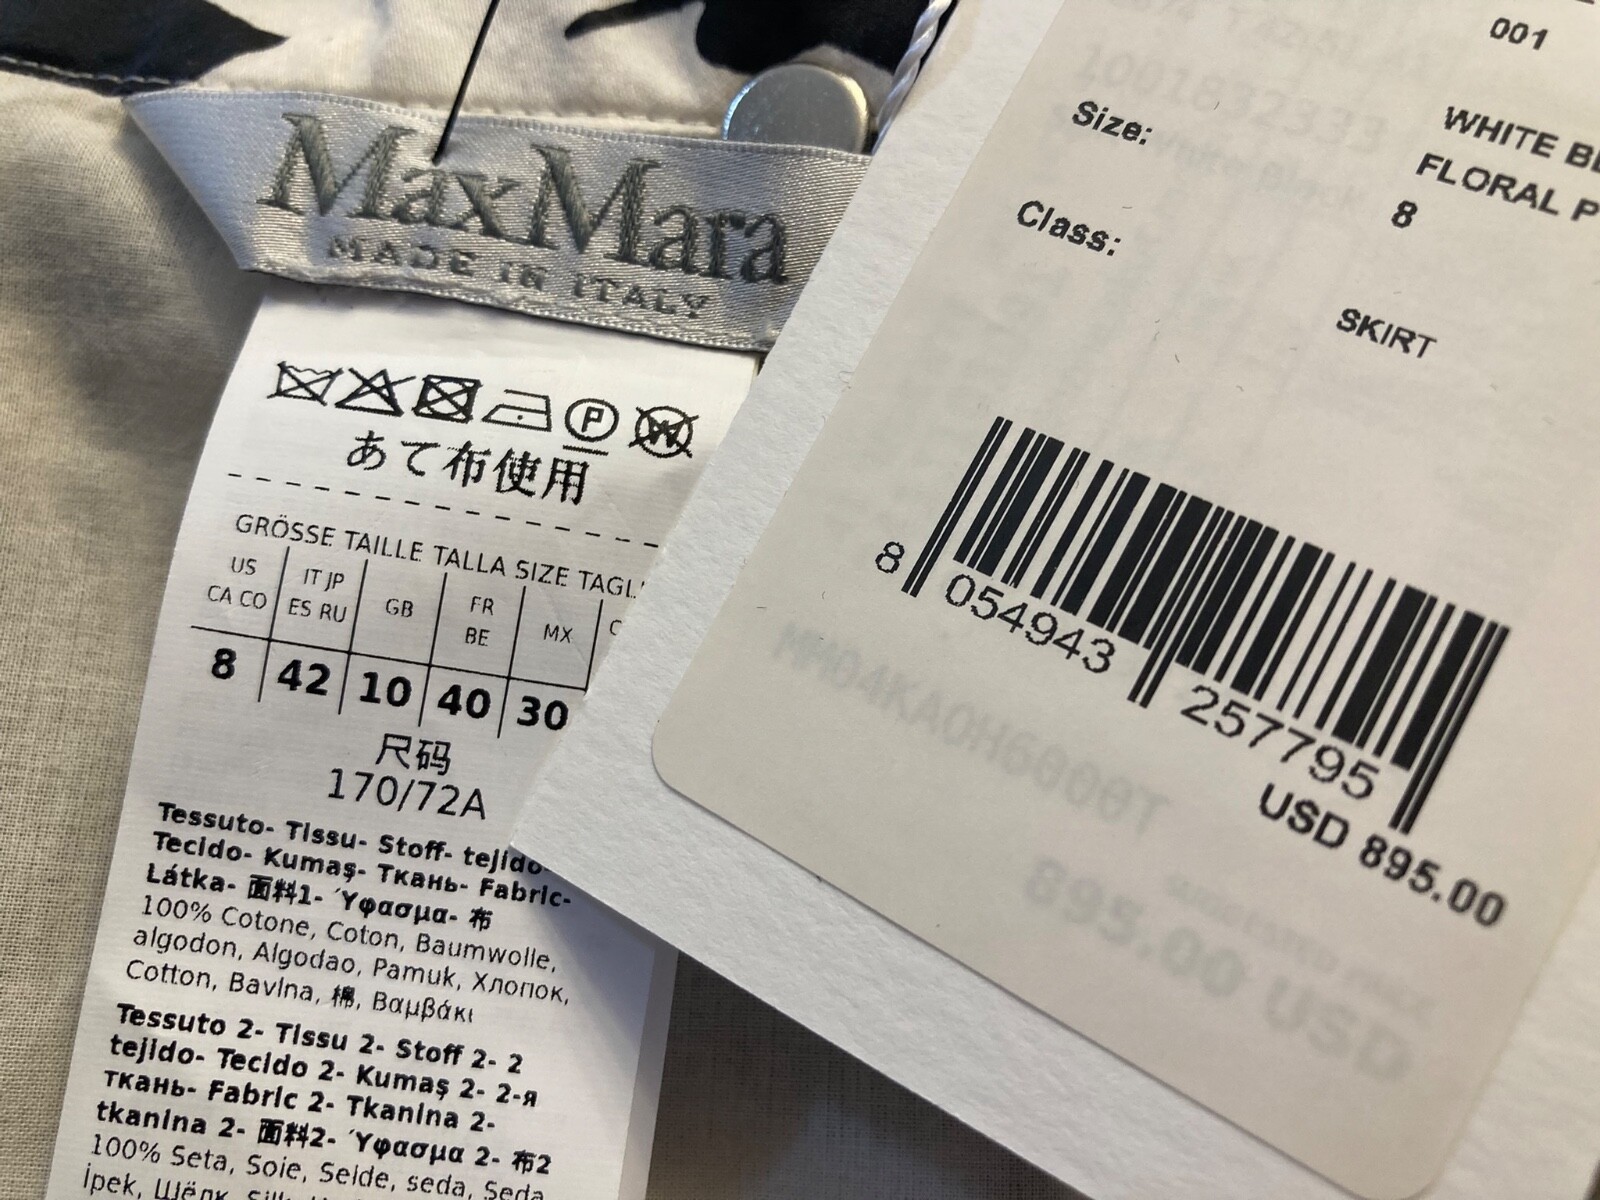 MaxMara
MADE IN ITALY
P
W
あて布使用
GRÖSSE TAILLE TALLA SIZE
US CA CO
IT JP ES RU
GB
FR BE
MX
8 42 10 40 30
尺码
170/72A
Tessuto- Tissu- Stoff- tejido-
Tecido- Kumaş- Ткань- Fabric-
Látka- 面料1- Ύφασμα- 布
100% Cotone, Coton, Baumwolle,
algodon, Algodao, Pamuk, Хлопок,
Cotton, Bavlna, 棉, Βαμβάκι
Tessuto 2- Tissu 2- Stoff 2- 2
tejido- Tecido 2- Kumaş 2- 2-я
ткань- Fabric 2- Tkanina 2-
tkanina 2- 面料2- Ύφασμα 2- 布2
100% Seta, Soie, Seide, seda, Seda
İpek, Шёлк,
001
WHITE
FLORAL
Size: 8
Class:
SKIRT
8 054943 257795
USD 895.00
1001832333
MM04KAOH6000T
895.00 USD